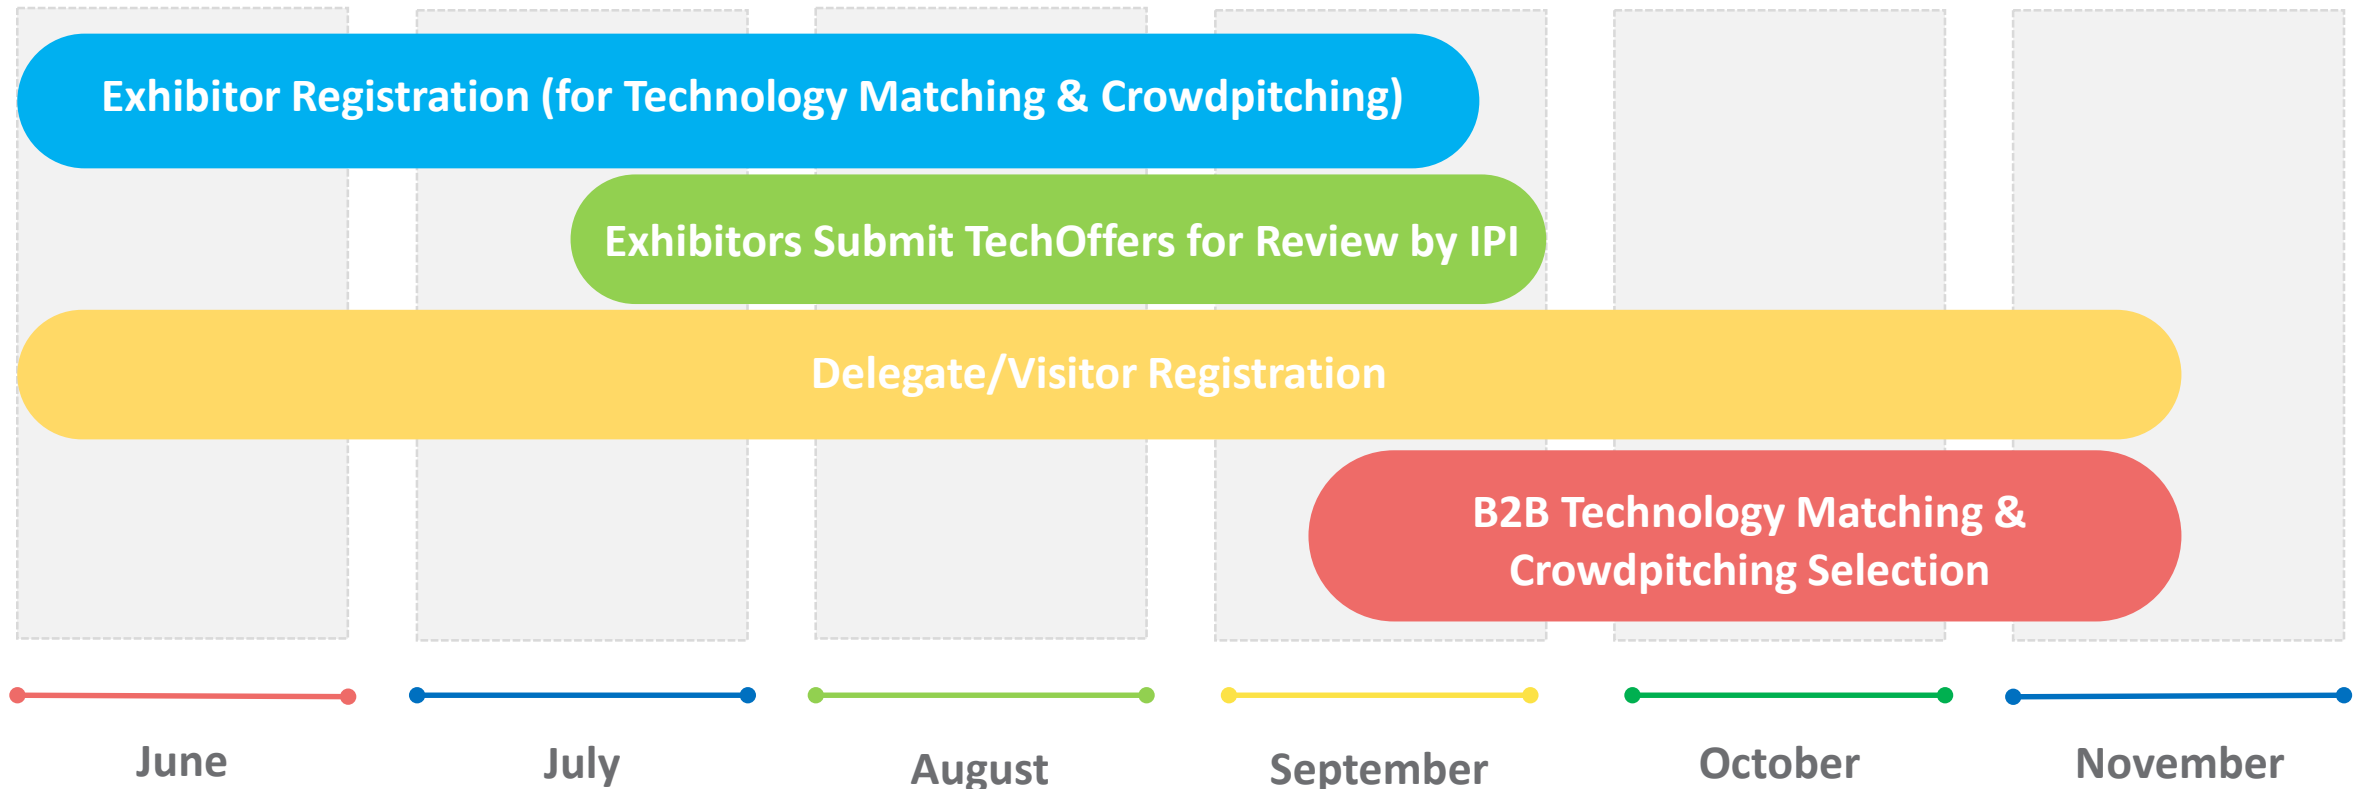 Exhibitor Registration (for Technology Matching & Crowdpitching)
Exhibitors Submit TechOffers for Review by IPI
Delegate/Visitor Registration
B2B Technology Matching &
Crowdpitching Selection
June
July
August
September
October
November